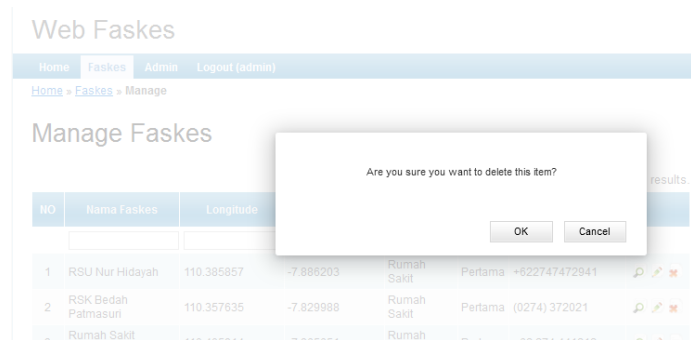 Web Faskes
Home Faskes Admin Logout (admin)
Home » Faskes » Manage
Manage Faskes
Are you sure you want to delete this item?
results.
OK Cancel
NO Nama Faskes Longitude
1 RSU Nur Hidayah 110.385857 -7.886203 Rumah Sakit Pertama +622747472941
2 RSK Bedah Patmasuri 110.357635 -7.829988 Rumah Sakit Pertama (0274) 372021
Rumah Sakit Rumah